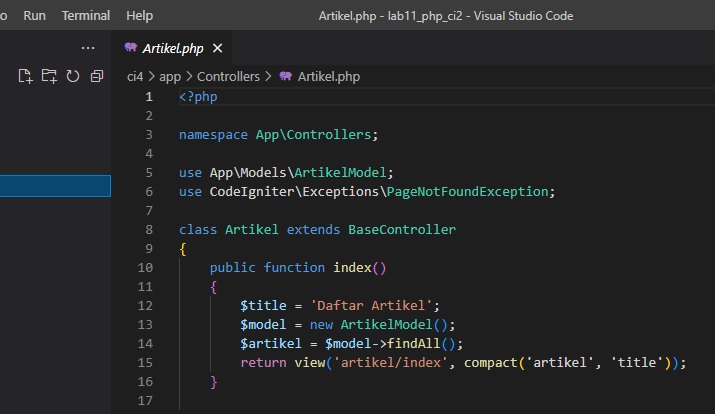 o Run Terminal Help Artikel.php - lab11_php_ci2 - Visual Studio Code
... Artikel.php ×
ci4 > app > Controllers > Artikel.php
1 <?php
2
3 namespace App\Controllers;
4
5 use App\Models\ArtikelModel;
6 use CodeIgniter\Exceptions\PageNotFoundException;
7
8 class Artikel extends BaseController
9 {
10     public function index()
11     {
12         $title = 'Daftar Artikel';
13         $model = new ArtikelModel();
14         $artikel = $model->findAll();
15         return view('artikel/index', compact('artikel', 'title'));
16     }
17